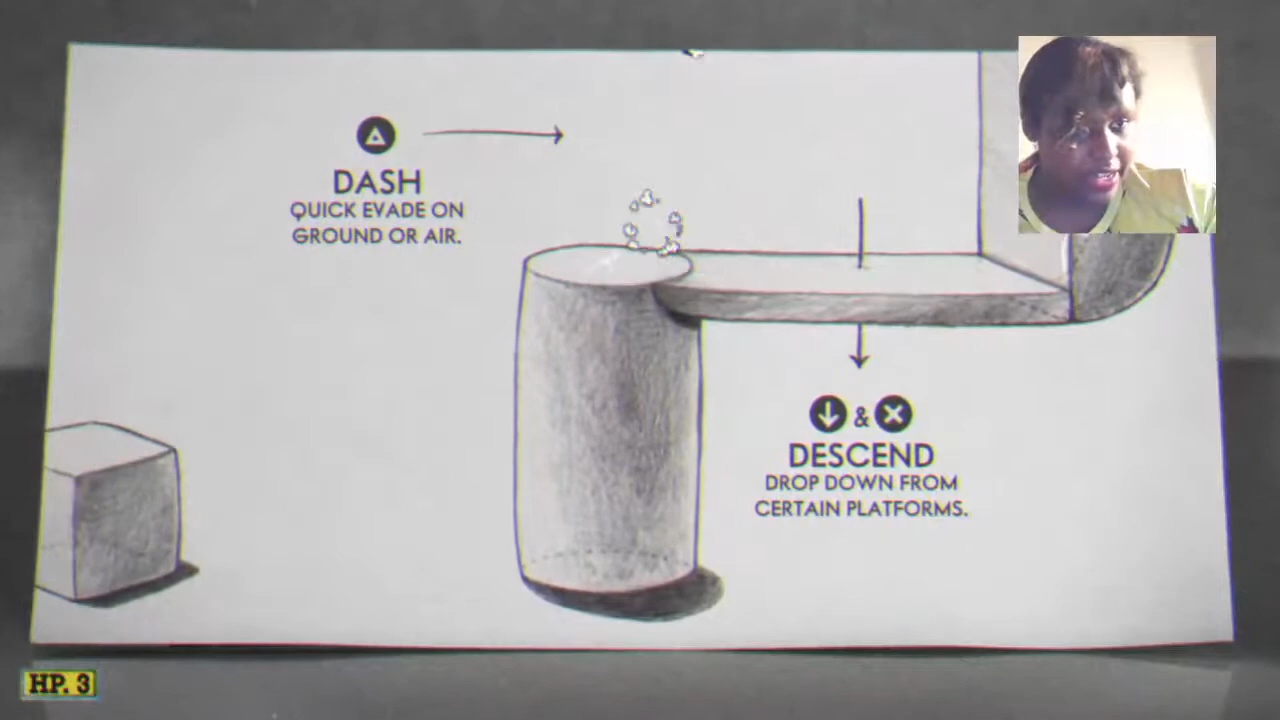 DASH
QUICK EVADE ON
GROUND OR AIR.
&
DESCEND
DROP DOWN FROM
CERTAIN PLATFORMS.
HP. 3